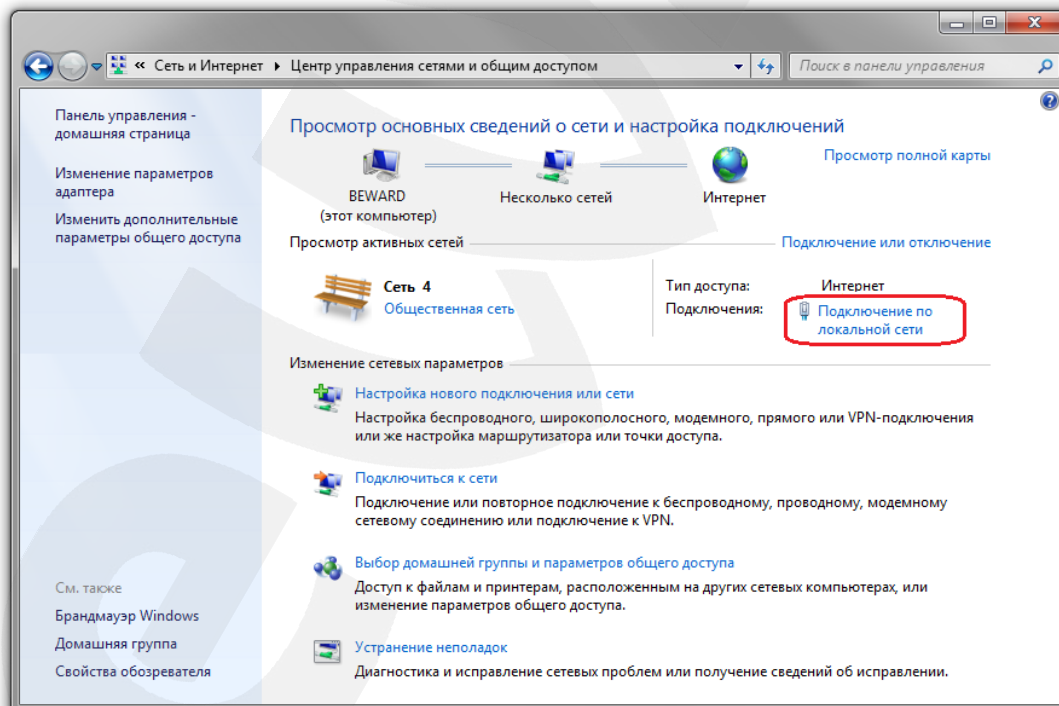 « Сеть и Интернет ▸ Центр управления сетями и общим доступом
Поиск в панели управления
Панель управления -
домашняя страница
Изменение параметров
адаптера
Изменить дополнительные
параметры общего доступа
Просмотр основных сведений о сети и настройка подключений
Просмотр полной карты
BEWARD
(этот компьютер)
Несколько сетей
Интернет
Просмотр активных сетей
Подключение или отключение
Сеть 4
Общественная сеть
Тип доступа: Интернет
Подключения: Подключение по
локальной сети
Изменение сетевых параметров
Настройка нового подключения или сети
Настройка беспроводного, широкополосного, модемного, прямого или VPN-подключения
или же настройка маршрутизатора или точки доступа.
Подключиться к сети
Подключение или повторное подключение к беспроводному, проводному, модемному
сетевому соединению или подключение к VPN.
Выбор домашней группы и параметров общего доступа
Доступ к файлам и принтерам, расположенным на других сетевых компьютерах, или
изменение параметров общего доступа.
Устранение неполадок
Диагностика и исправление сетевых проблем или получение сведений об исправлении.
См. также
Брандмауэр Windows
Домашняя группа
Свойства обозревателя